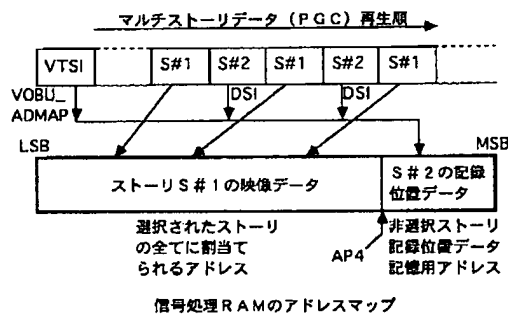 マルチストーリデータ(PGC)再生順
VTSI S#1 S#2 S#1 S#2 S#1
VOBU_
ADMAP
DSI DSI
LSB MSB
ストーリS#1の映像データ
S#2の記録
位置データ
選択されたストーリ
の全てに割当て
られるアドレス
AP4
非選択ストーリ
記録位置データ
記憶用アドレス
信号処理RAMのアドレスマップ